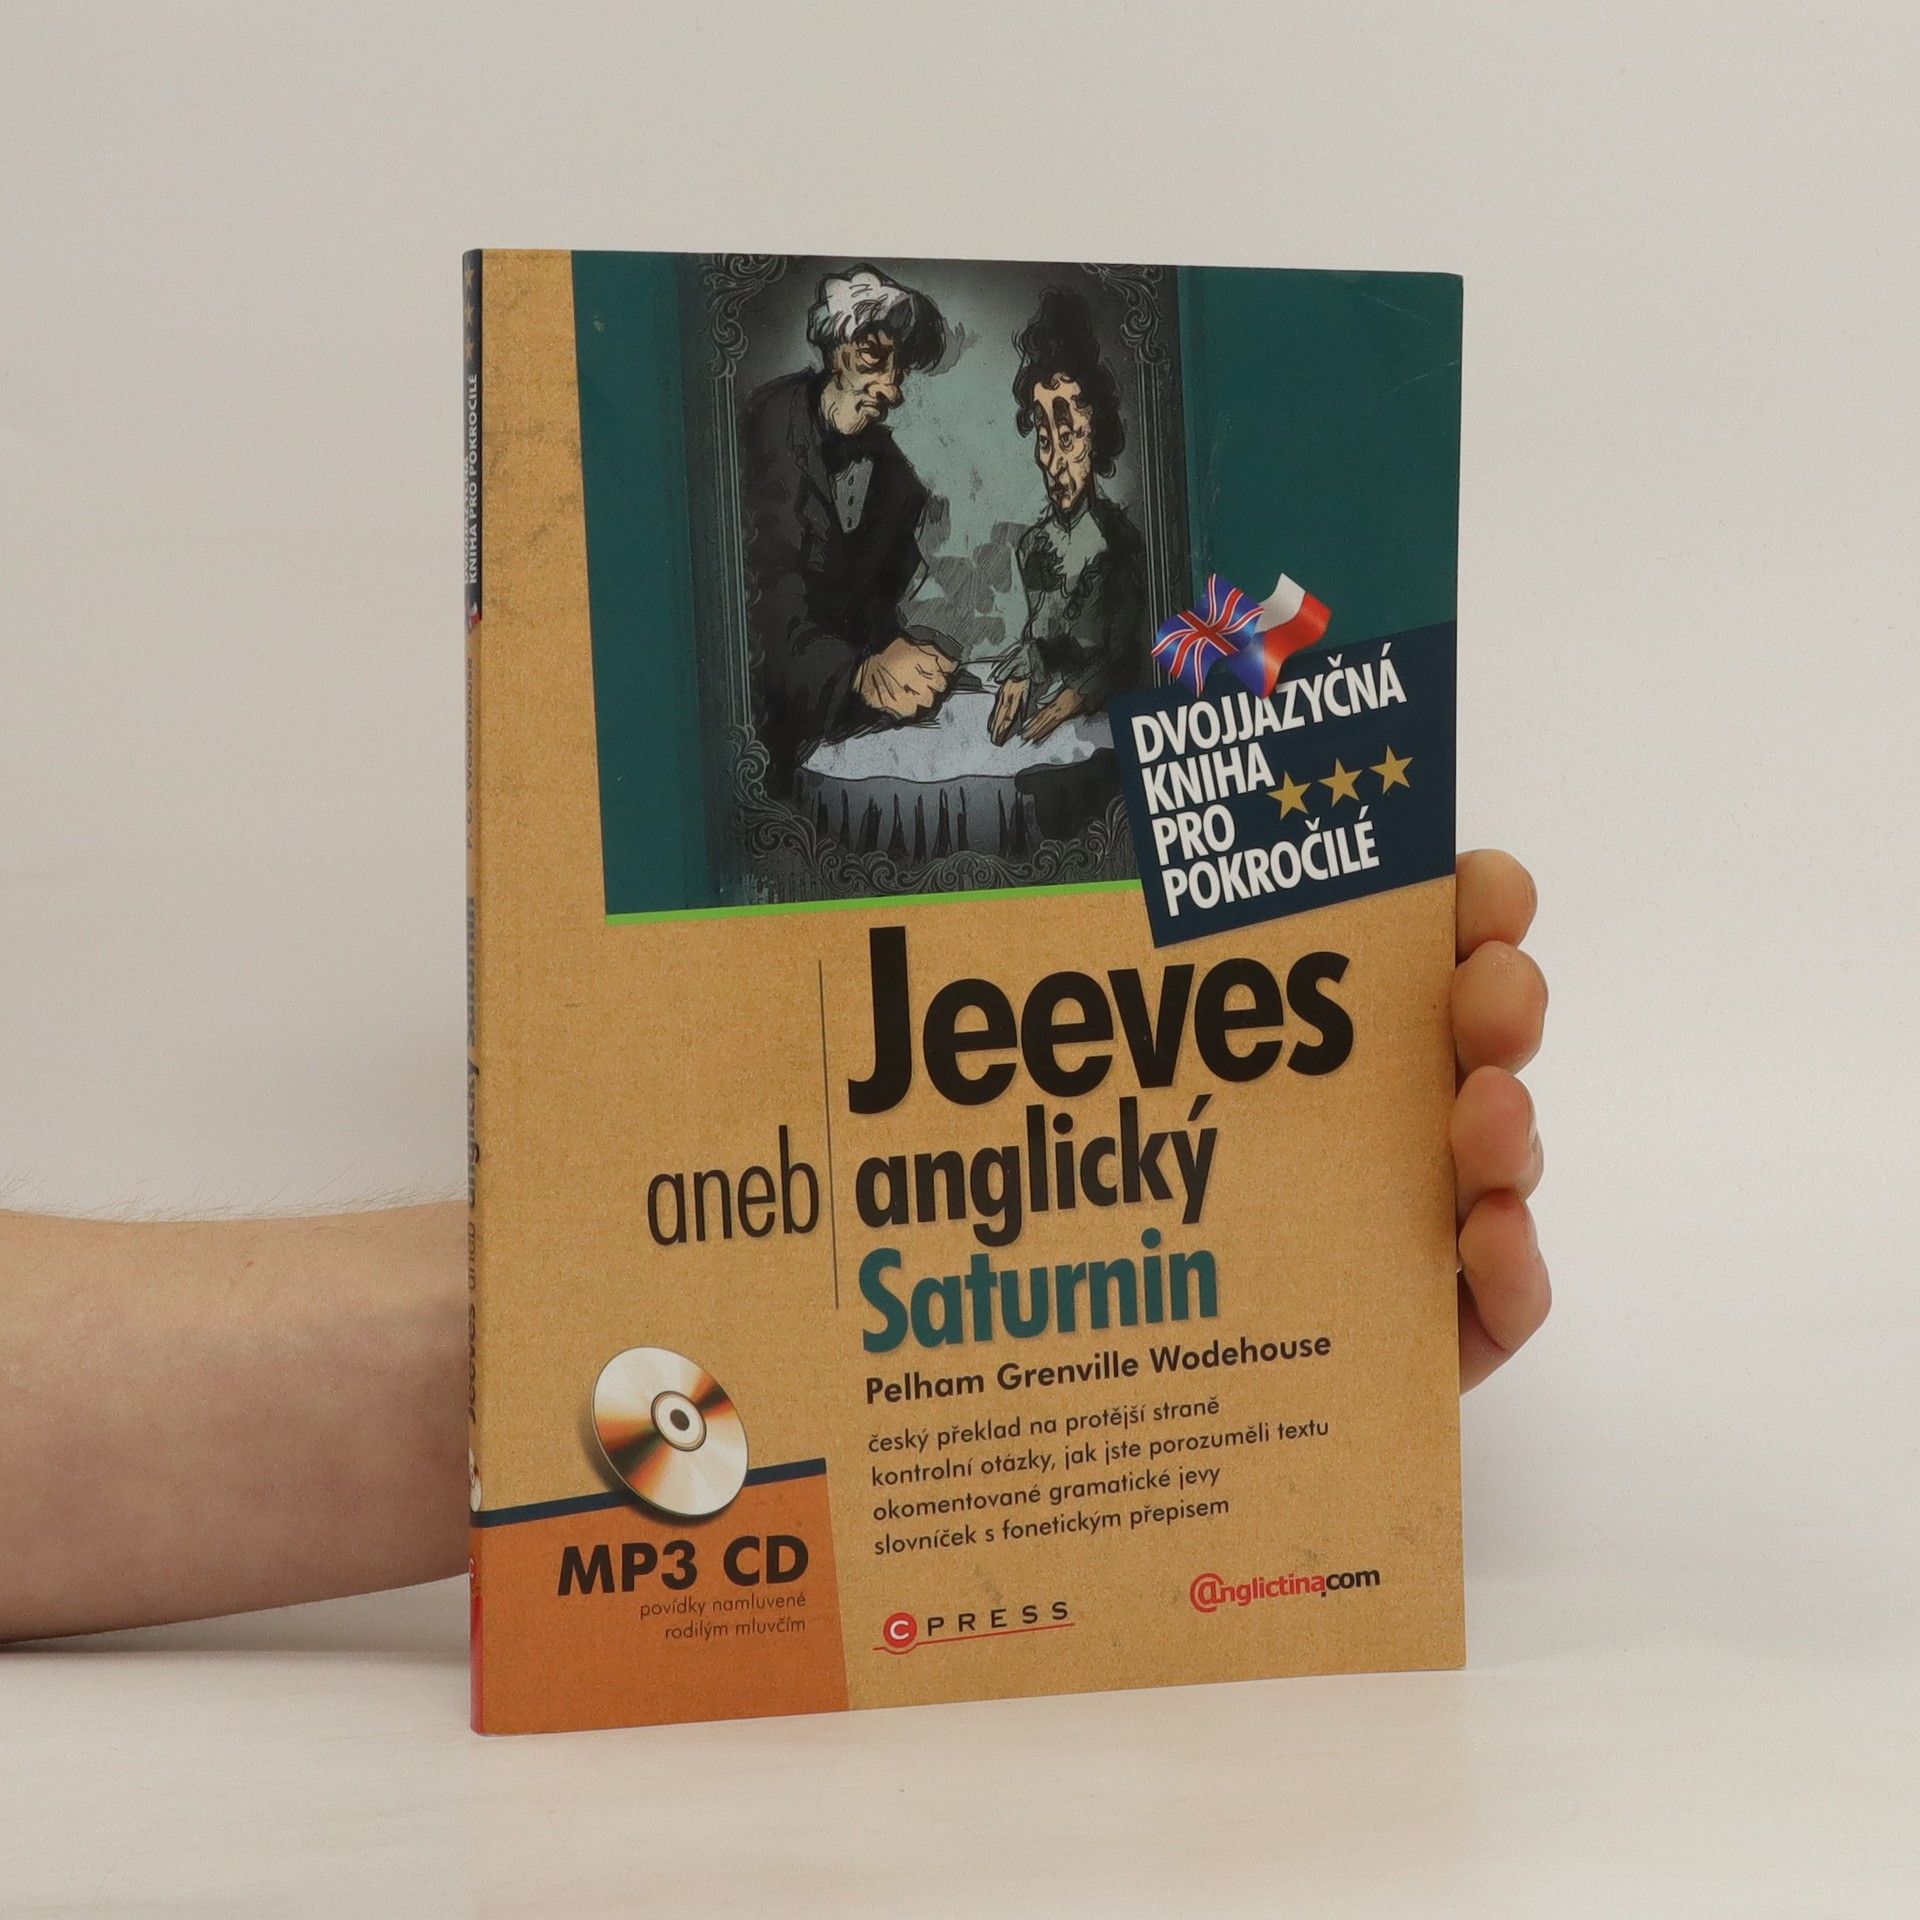 DVOJJAZYČNÁ
KNIHA
PRO
POKROČILÉ
Jeeves
aneb anglický
Saturnin
Pelham Grenville Wodehouse
český překlad na protější straně
kontrolní otázky, jak jste porozuměli textu
okomentované gramatické jevy
slovníček s fonetickým přepisem
MP3 CD
povídky namluvené
rodilým mluvčím
C PRESS
@nglictina.com
KNIHA PRO POKROČILÉ
Jeeves aneb anglický Saturnin